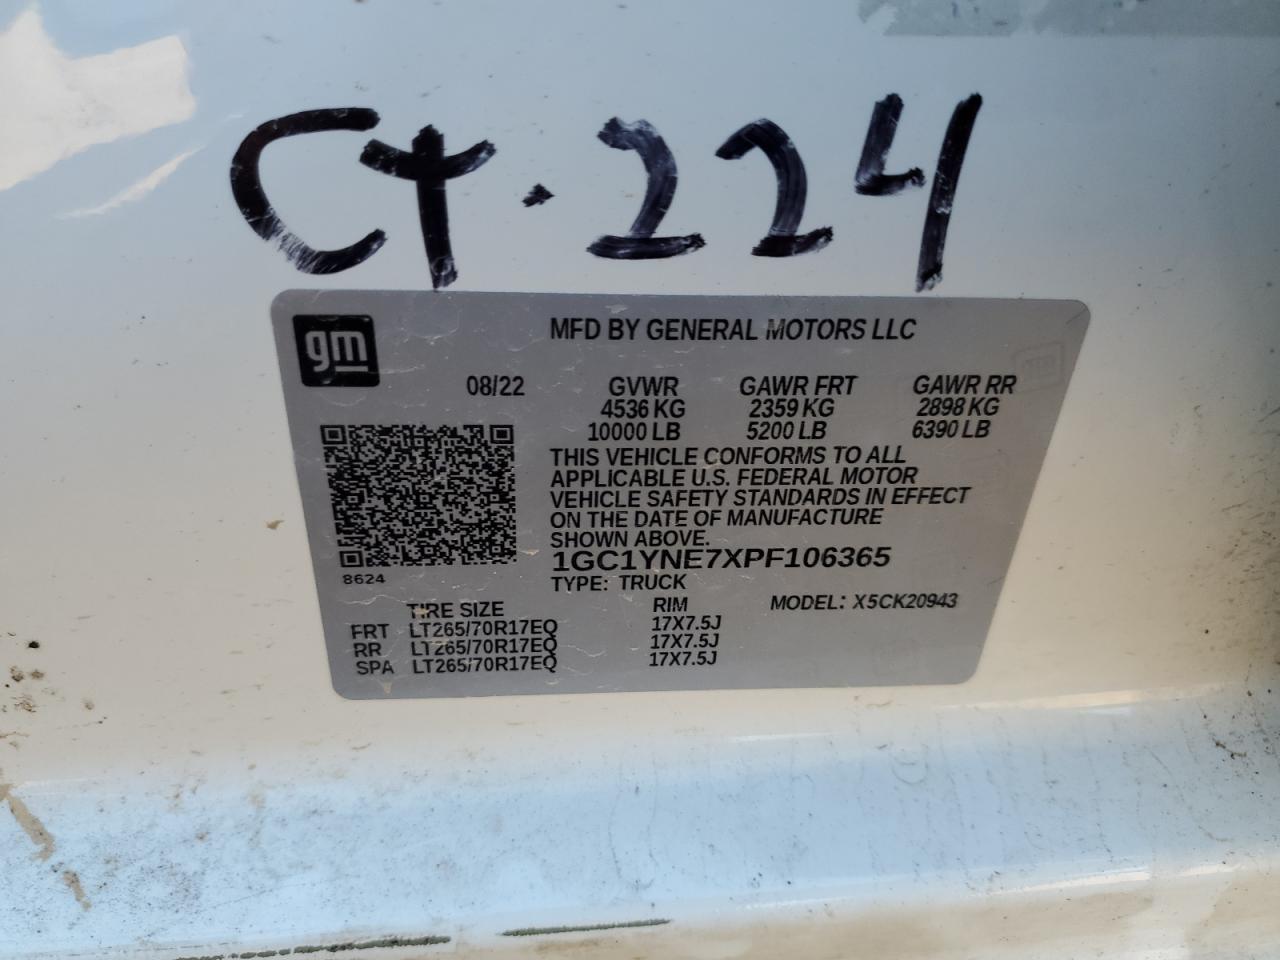 Ct.224
gm
MFD BY GENERAL MOTORS LLC
08/22 GVWR GAWR FRT GAWR RR
4536 KG 2359 KG 2898 KG
10000 LB 5200 LB 6390 LB
THIS VEHICLE CONFORMS TO ALL
APPLICABLE U.S. FEDERAL MOTOR
VEHICLE SAFETY STANDARDS IN EFFECT
ON THE DATE OF MANUFACTURE
SHOWN ABOVE.
1GC1YNE7XPF106365
8624
TYPE: TRUCK
TIRE SIZE RIM MODEL: X5CK20943
FRT LT265/70R17EQ 17X7.5J
RR LT265/70R17EQ 17X7.5J
SPA LT265/70R17EQ 17X7.5J